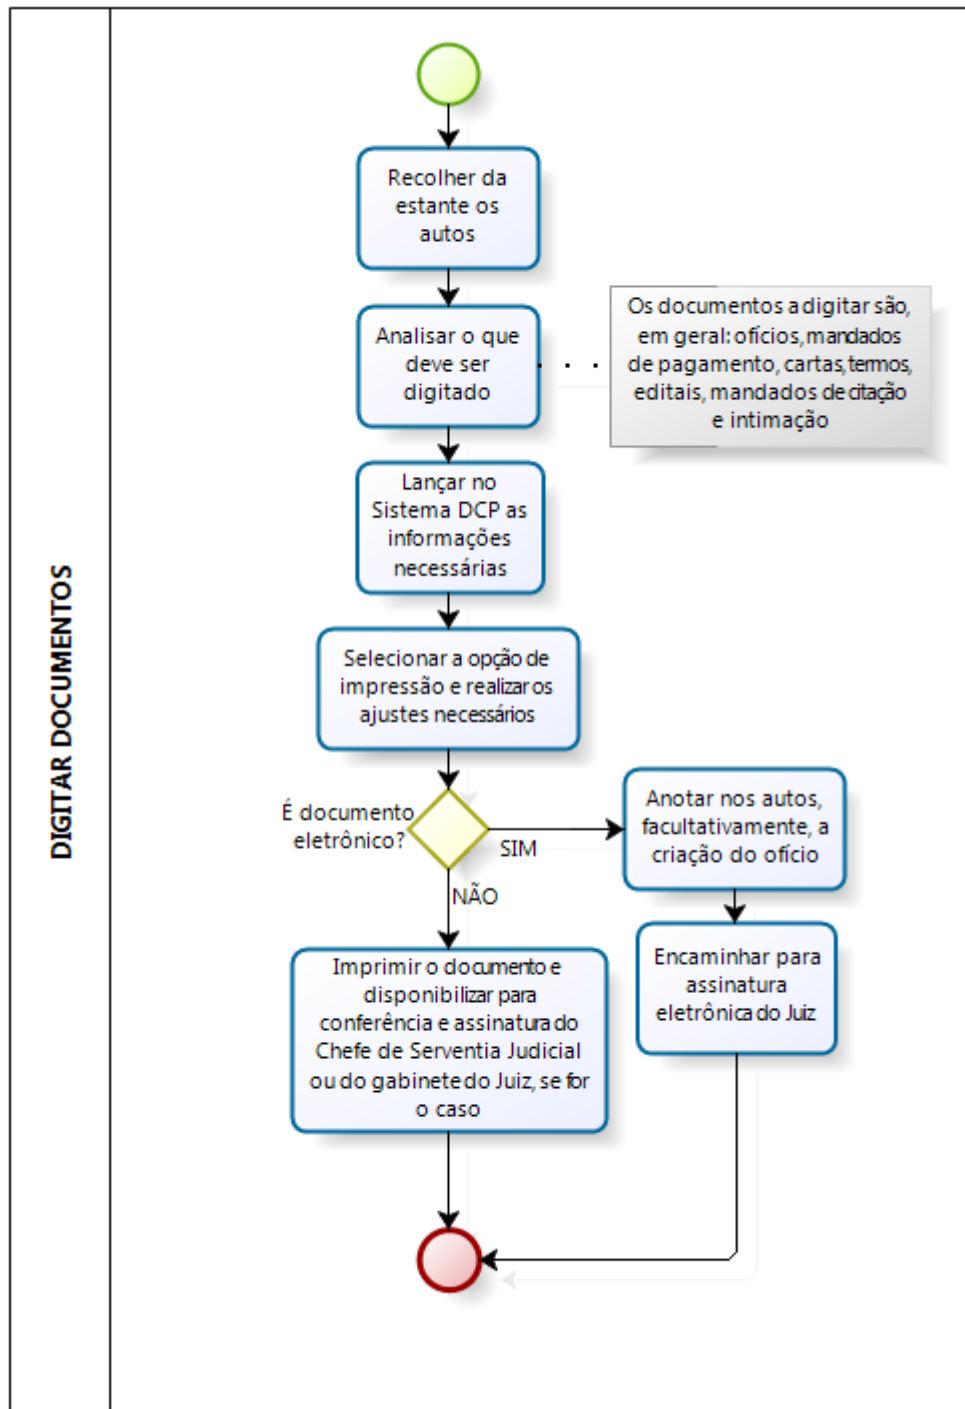 DIGITAR DOCUMENTOS
Recolher da
estante os
autos
Analisar o que
deve ser
digitado
Os documentos a digitar são,
em geral: ofícios, mandados
de pagamento, cartas, termos,
editais, mandados de citação
e intimação
Lançar no
Sistema DCP as
informações
necessárias
Selecionar a opção de
impressão e realizar os
ajustes necessários
É documento
eletrônico?
SIM
NÃO
Anotar nos autos,
facultativamente, a
criação do ofício
Encaminhar para
assinatura
eletrônica do Juiz
Imprimir o documento e
disponibilizar para
conferência e assinatura do
Chefe de Serventia Judicial
ou do gabinete do Juiz, se for
o caso